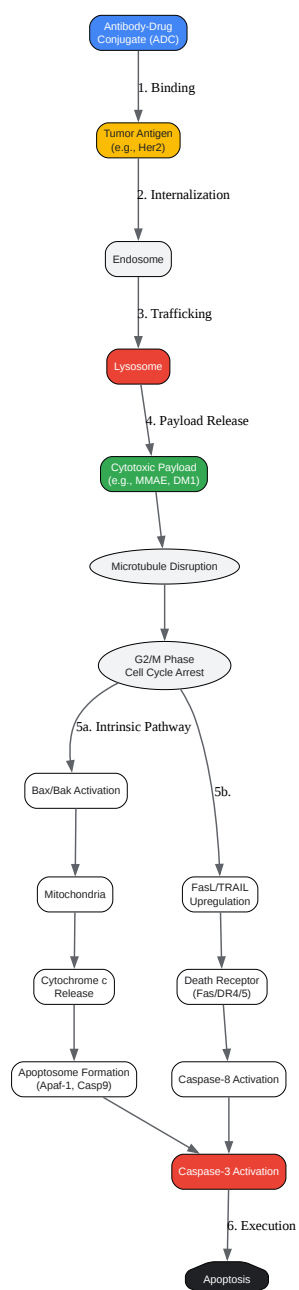 Antibody-Drug
Conjugate (ADC)
1. Binding
Tumor Antigen
(e.g., Her2)
2. Internalization
Endosome
3. Trafficking
Lysosome
4. Payload Release
Cytotoxic Payload
(e.g., MMAE, DM1)
Microtubule Disruption
G2/M Phase
Cell Cycle Arrest
5a. Intrinsic Pathway
5b.
Bax/Bak Activation
Mitochondria
FasL/TRAIL
Upregulation
Cytochrome c
Release
Death Receptor
(Fas/DR4/5)
Apoptosome Formation
(Apaf-1, Casp9)
Caspase-8 Activation
Caspase-3 Activation
6. Execution
Apoptosis